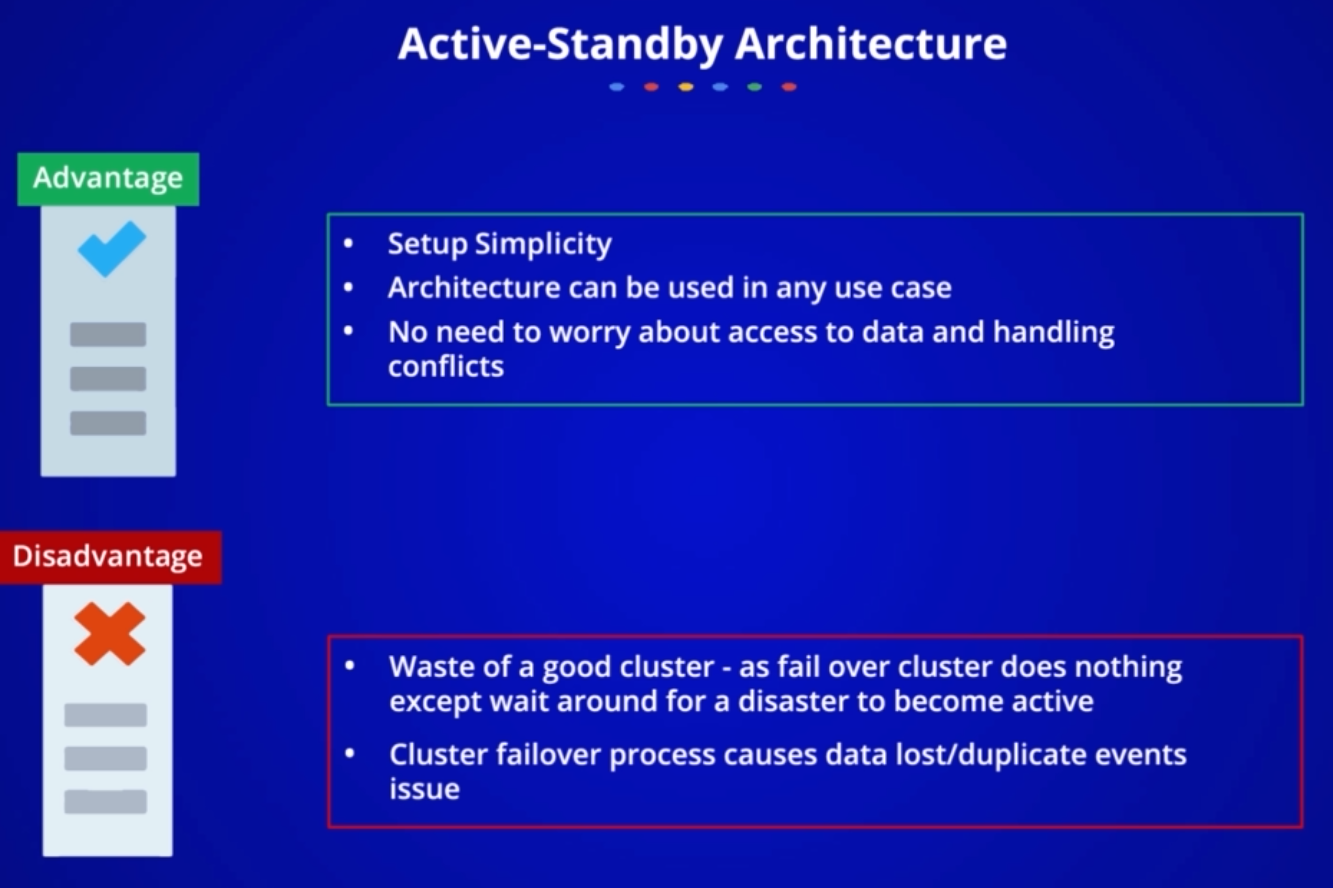 Active-Standby Architecture
Advantage
• Setup Simplicity
• Architecture can be used in any use case
• No need to worry about access to data and handling
conflicts
Disadvantage
• Waste of a good cluster - as fail over cluster does nothing
except wait around for a disaster to become active
• Cluster failover process causes data lost/duplicate events
issue